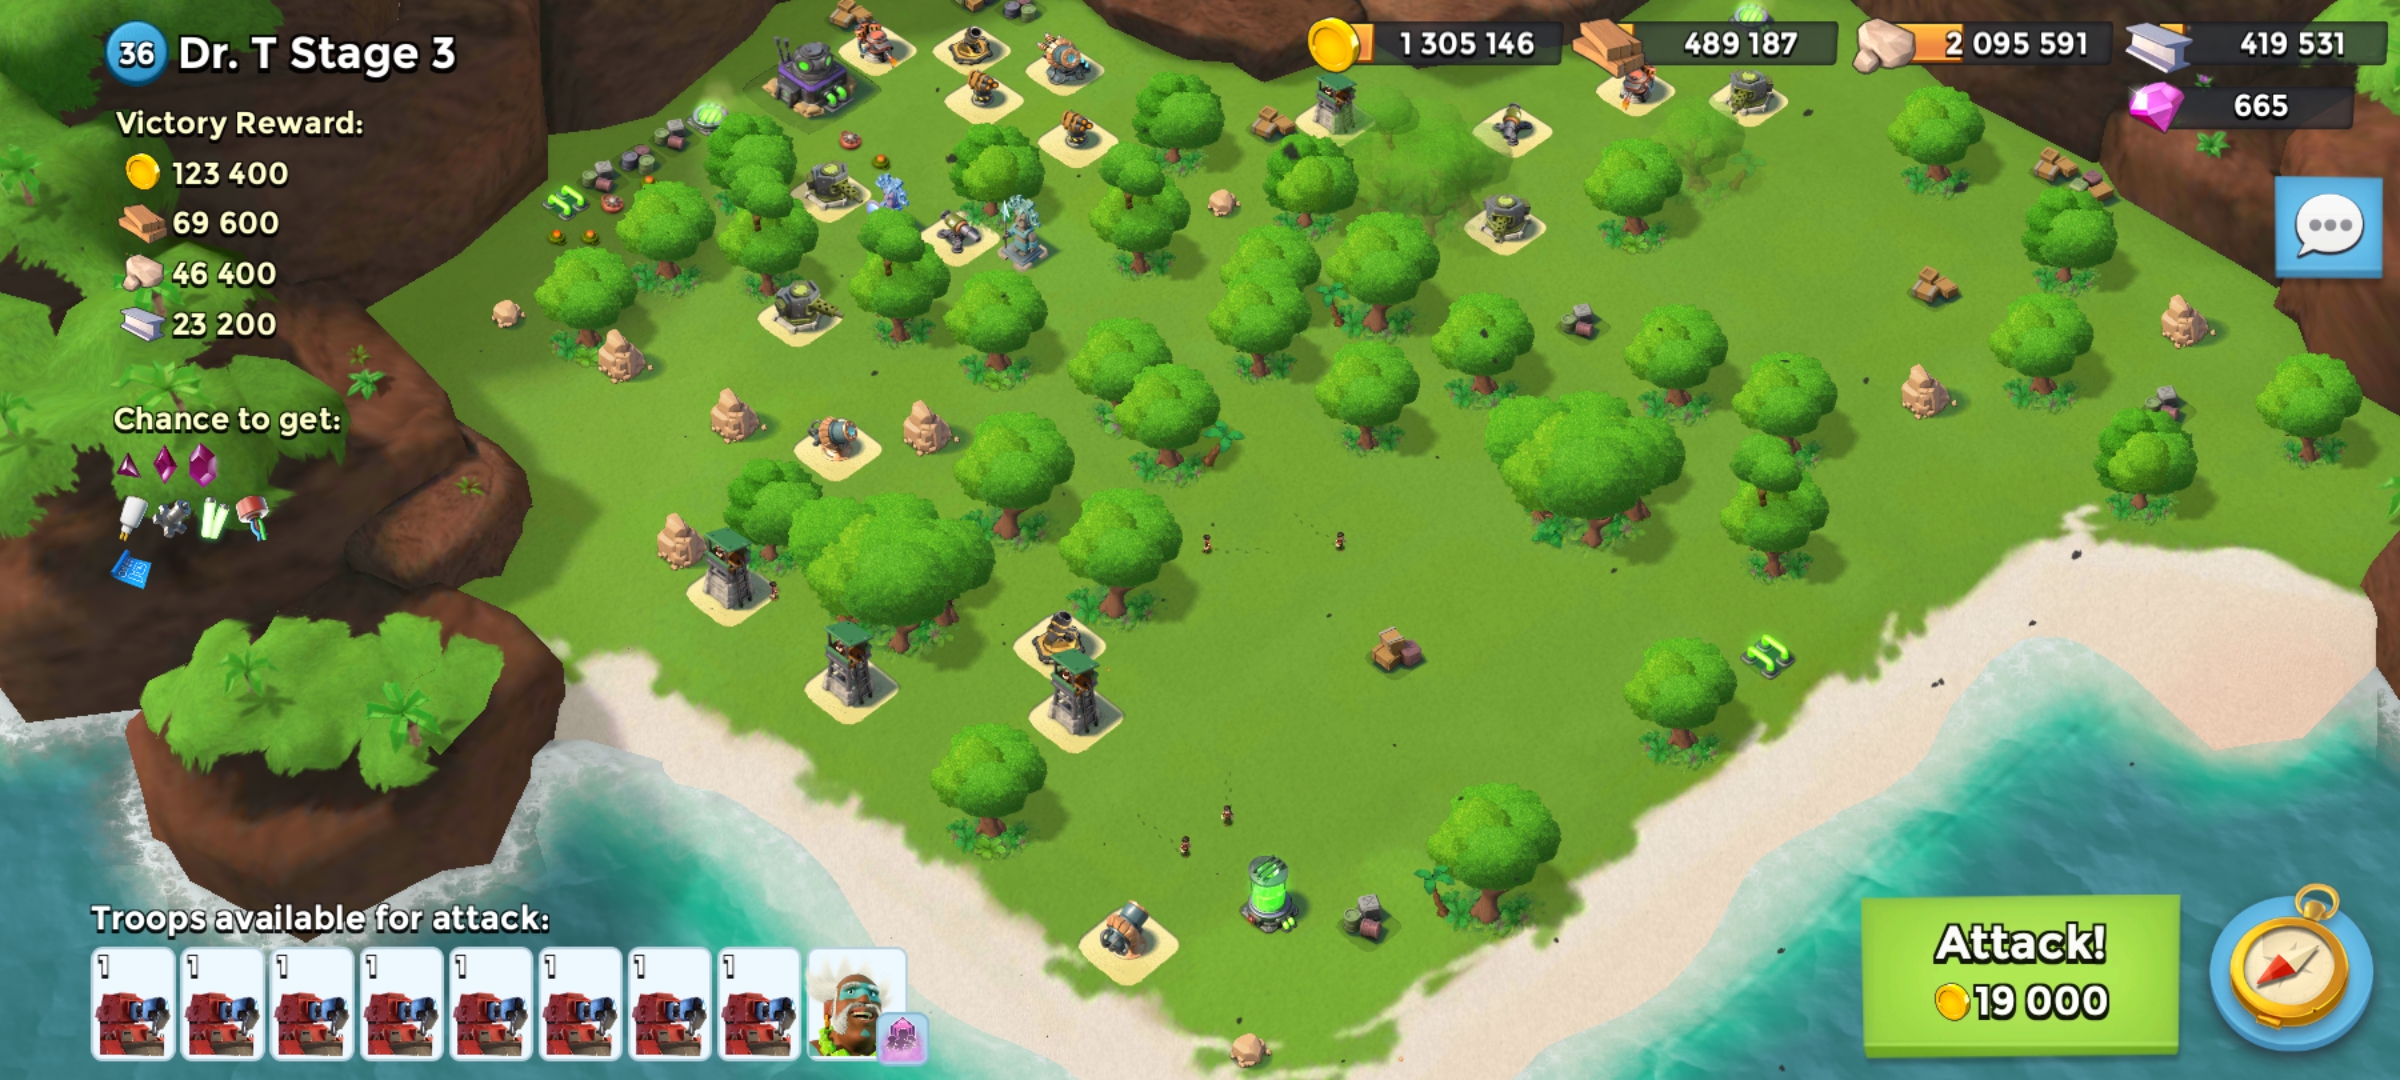 36 Dr. T Stage 3
Victory Reward:
123 400
69 600
46 400
23 200
Chance to get:
1 305 146
489 187
2 095 591
419 531
665
Troops available for attack:
1 1 1 1 1 1 1 1
Attack!
19 000